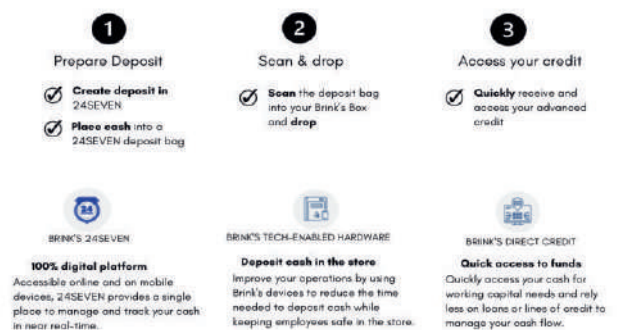 1
Prepare Deposit
Create deposit in
24SEVEN
Place cash into a
24SEVEN deposit bag
2
Scan & drop
Scan the deposit bag
into your Brink's Box
and drop
3
Access your credit
Quickly receive and
access your advanced
credit
24
BRINK'S 24SEVEN
100% digital platform
Accessible online and on mobile
devices, 24SEVEN provides a single
place to manage and track your cash
in near real-time.
BRINK'S TECH-ENABLED HARDWARE
Deposit cash in the store
Improve your operations by using
Brink's devices to reduce the time
needed to deposit cash while
keeping employees safe in the store.
BRINK'S DIRECT CREDIT
Quick access to funds
Quickly access your cash for
working capital needs and rely
less on loans or lines of credit to
manage your cash flow.